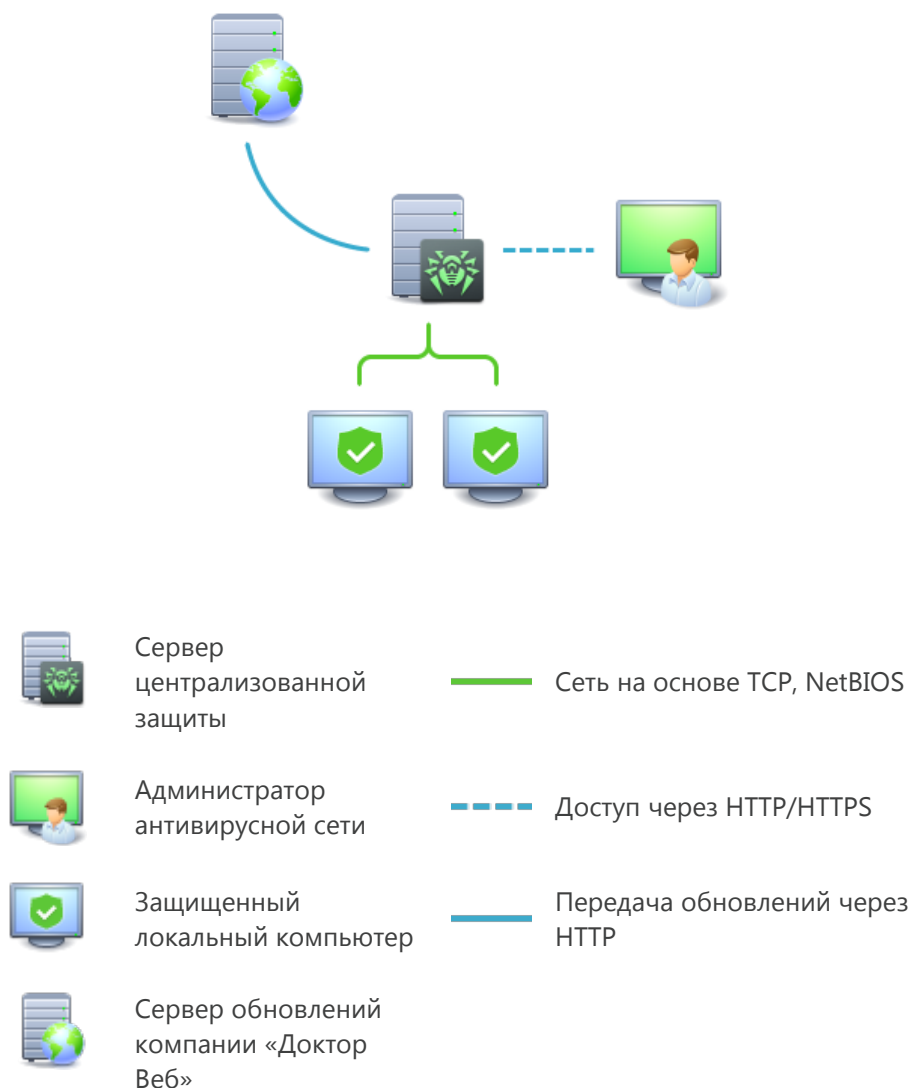 Сервер
централизованной
защиты
Сеть на основе TCP, NetBIOS
Администратор
антивирусной сети
Доступ через HTTP/HTTPS
Защищенный
локальный компьютер
Передача обновлений через
HTTP
Сервер обновлений
компании «Доктор
Веб»